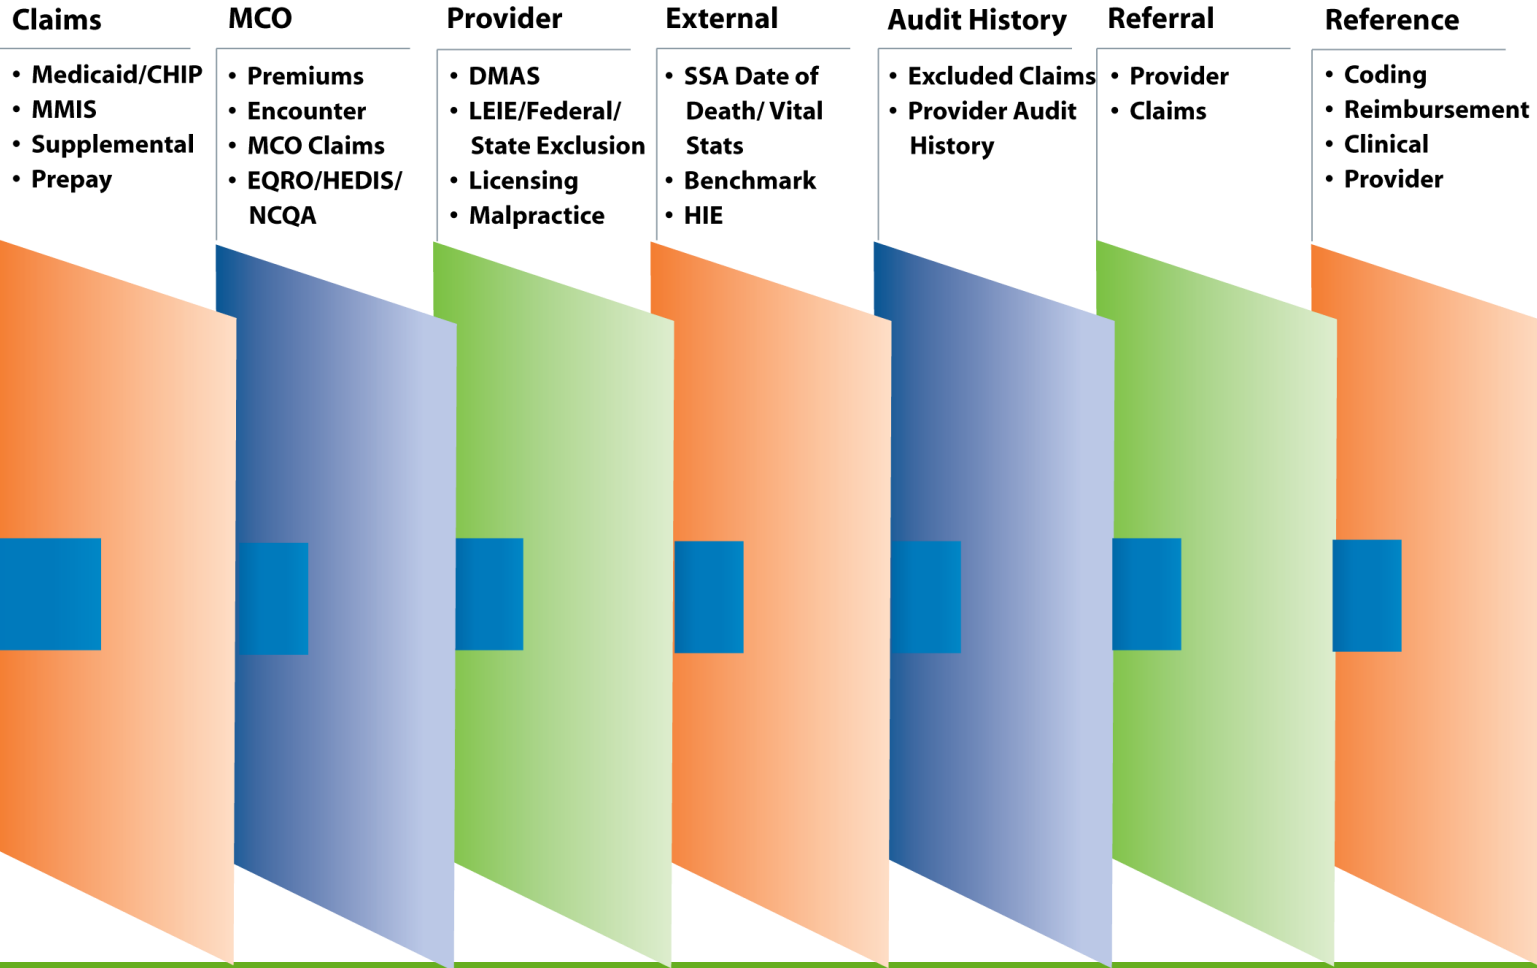 Claims
• Medicaid/CHIP
• MMIS
• Supplemental
• Prepay
MCO
• Premiums
• Encounter
• MCO Claims
• EQRO/HEDIS/
NCQA
Provider
• DMAS
• LEIE/Federal/
State Exclusion
• Licensing
• Malpractice
External
• SSA Date of
Death/ Vital
Stats
• Benchmark
• HIE
Audit History
• Excluded Claims
• Provider Audit
History
Referral
• Provider
• Claims
Reference
• Coding
• Reimbursement
• Clinical
• Provider